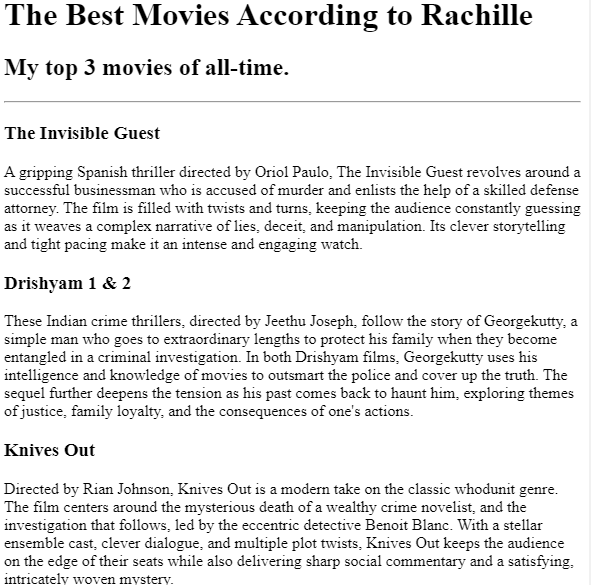 The Best Movies According to Rachille
My top 3 movies of all-time.
The Invisible Guest
A gripping Spanish thriller directed by Oriol Paulo, The Invisible Guest revolves around a
successful businessman who is accused of murder and enlists the help of a skilled defense
attorney. The film is filled with twists and turns, keeping the audience constantly guessing
as it weaves a complex narrative of lies, deceit, and manipulation. Its clever storytelling
and tight pacing make it an intense and engaging watch.
Drishyam 1 & 2
These Indian crime thrillers, directed by Jeethu Joseph, follow the story of Georgekutty, a
simple man who goes to extraordinary lengths to protect his family when they become
entangled in a criminal investigation. In both Drishyam films, Georgekutty uses his
intelligence and knowledge of movies to outsmart the police and cover up the truth. The
sequel further deepens the tension as his past comes back to haunt him, exploring themes
of justice, family loyalty, and the consequences of one's actions.
Knives Out
Directed by Rian Johnson, Knives Out is a modern take on the classic whodunit genre.
The film centers around the mysterious death of a wealthy crime novelist, and the
investigation that follows, led by the eccentric detective Benoit Blanc. With a stellar
ensemble cast, clever dialogue, and multiple plot twists, Knives Out keeps the audience
on the edge of their seats while also delivering sharp social commentary and a satisfying,
intricately woven mystery.